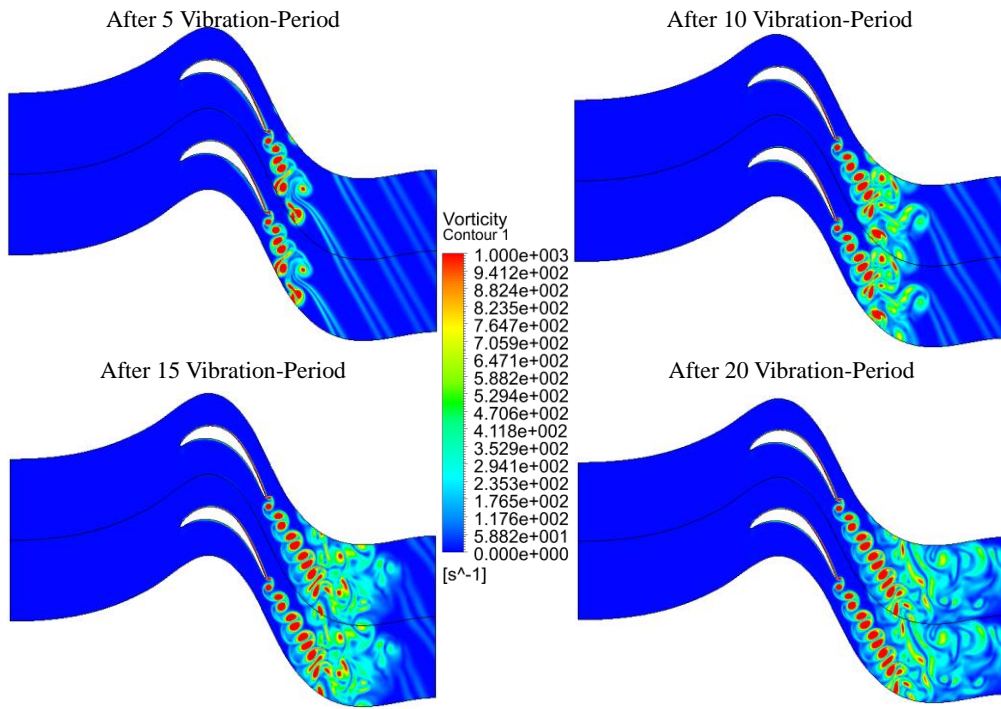 After 5 Vibration-Period
After 10 Vibration-Period
Vorticity
Contour 1
1.000e+003
9.412e+002
8.824e+002
8.235e+002
7.647e+002
7.059e+002
6.471e+002
5.882e+002
5.294e+002
4.706e+002
4.118e+002
3.529e+002
2.941e+002
2.353e+002
1.765e+002
1.176e+002
5.882e+001
0.000e+000
[s^-1]
After 15 Vibration-Period
After 20 Vibration-Period